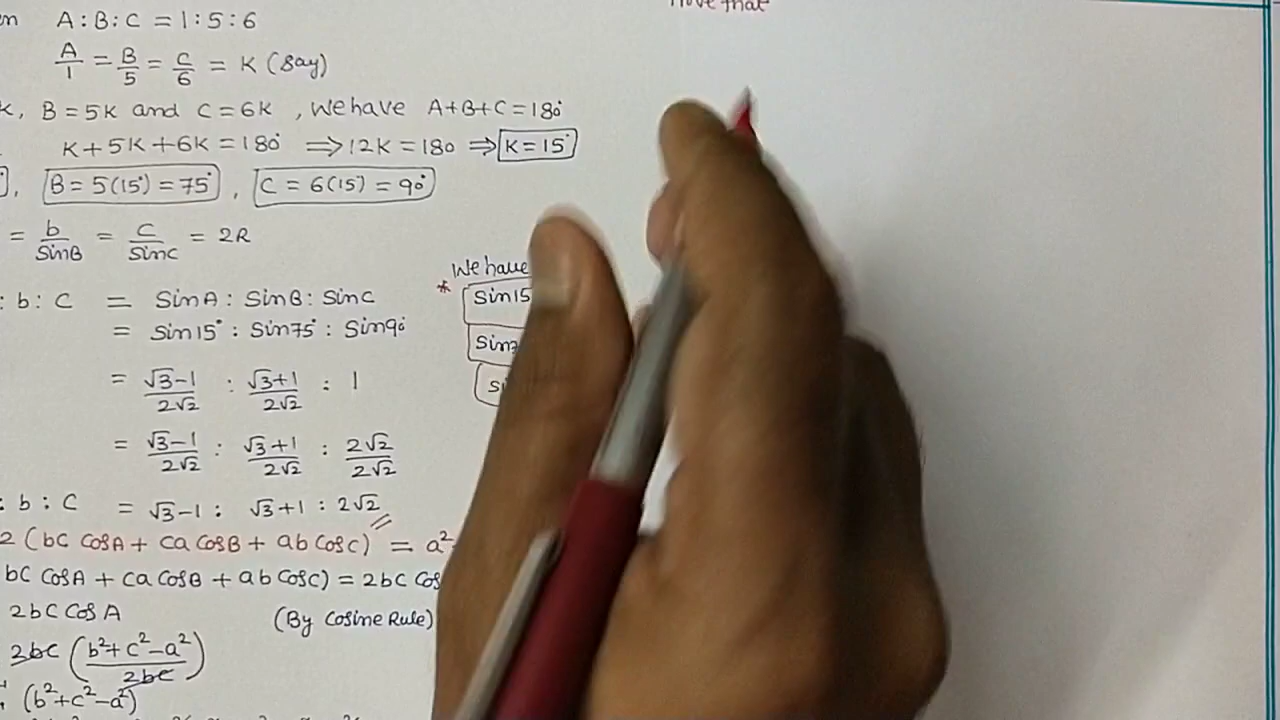 A : B : C = 1 : 5 : 6
A/1 = B/5 = C/6 = K (Say)
K, B = 5K and C = 6K , We have A+B+C = 180°
K + 5K + 6K = 180° ⟹ 12K = 180 ⟹ K = 15°
, B = 5(15°) = 75° , C = 6(15°) = 90°
= b/SinB = C/SinC = 2R
We have
: b : C = SinA : SinB : SinC
* Sin15
= Sin15° : Sin75° : Sin90°
= √3-1/2√2 : √3+1/2√2 : 1
= √3-1/2√2 : √3+1/2√2 : 2√2/2√2
: b : C = √3-1 : √3+1 : 2√2
2 (bC CosA + Ca CosB + ab CosC) = a²
bC CosA + Ca CosB + ab CosC) = 2bC Cos
2bC CosA (By Cosine Rule)
2bC (b²+C²-a²/2bC)
(b²+C²-a²)
that